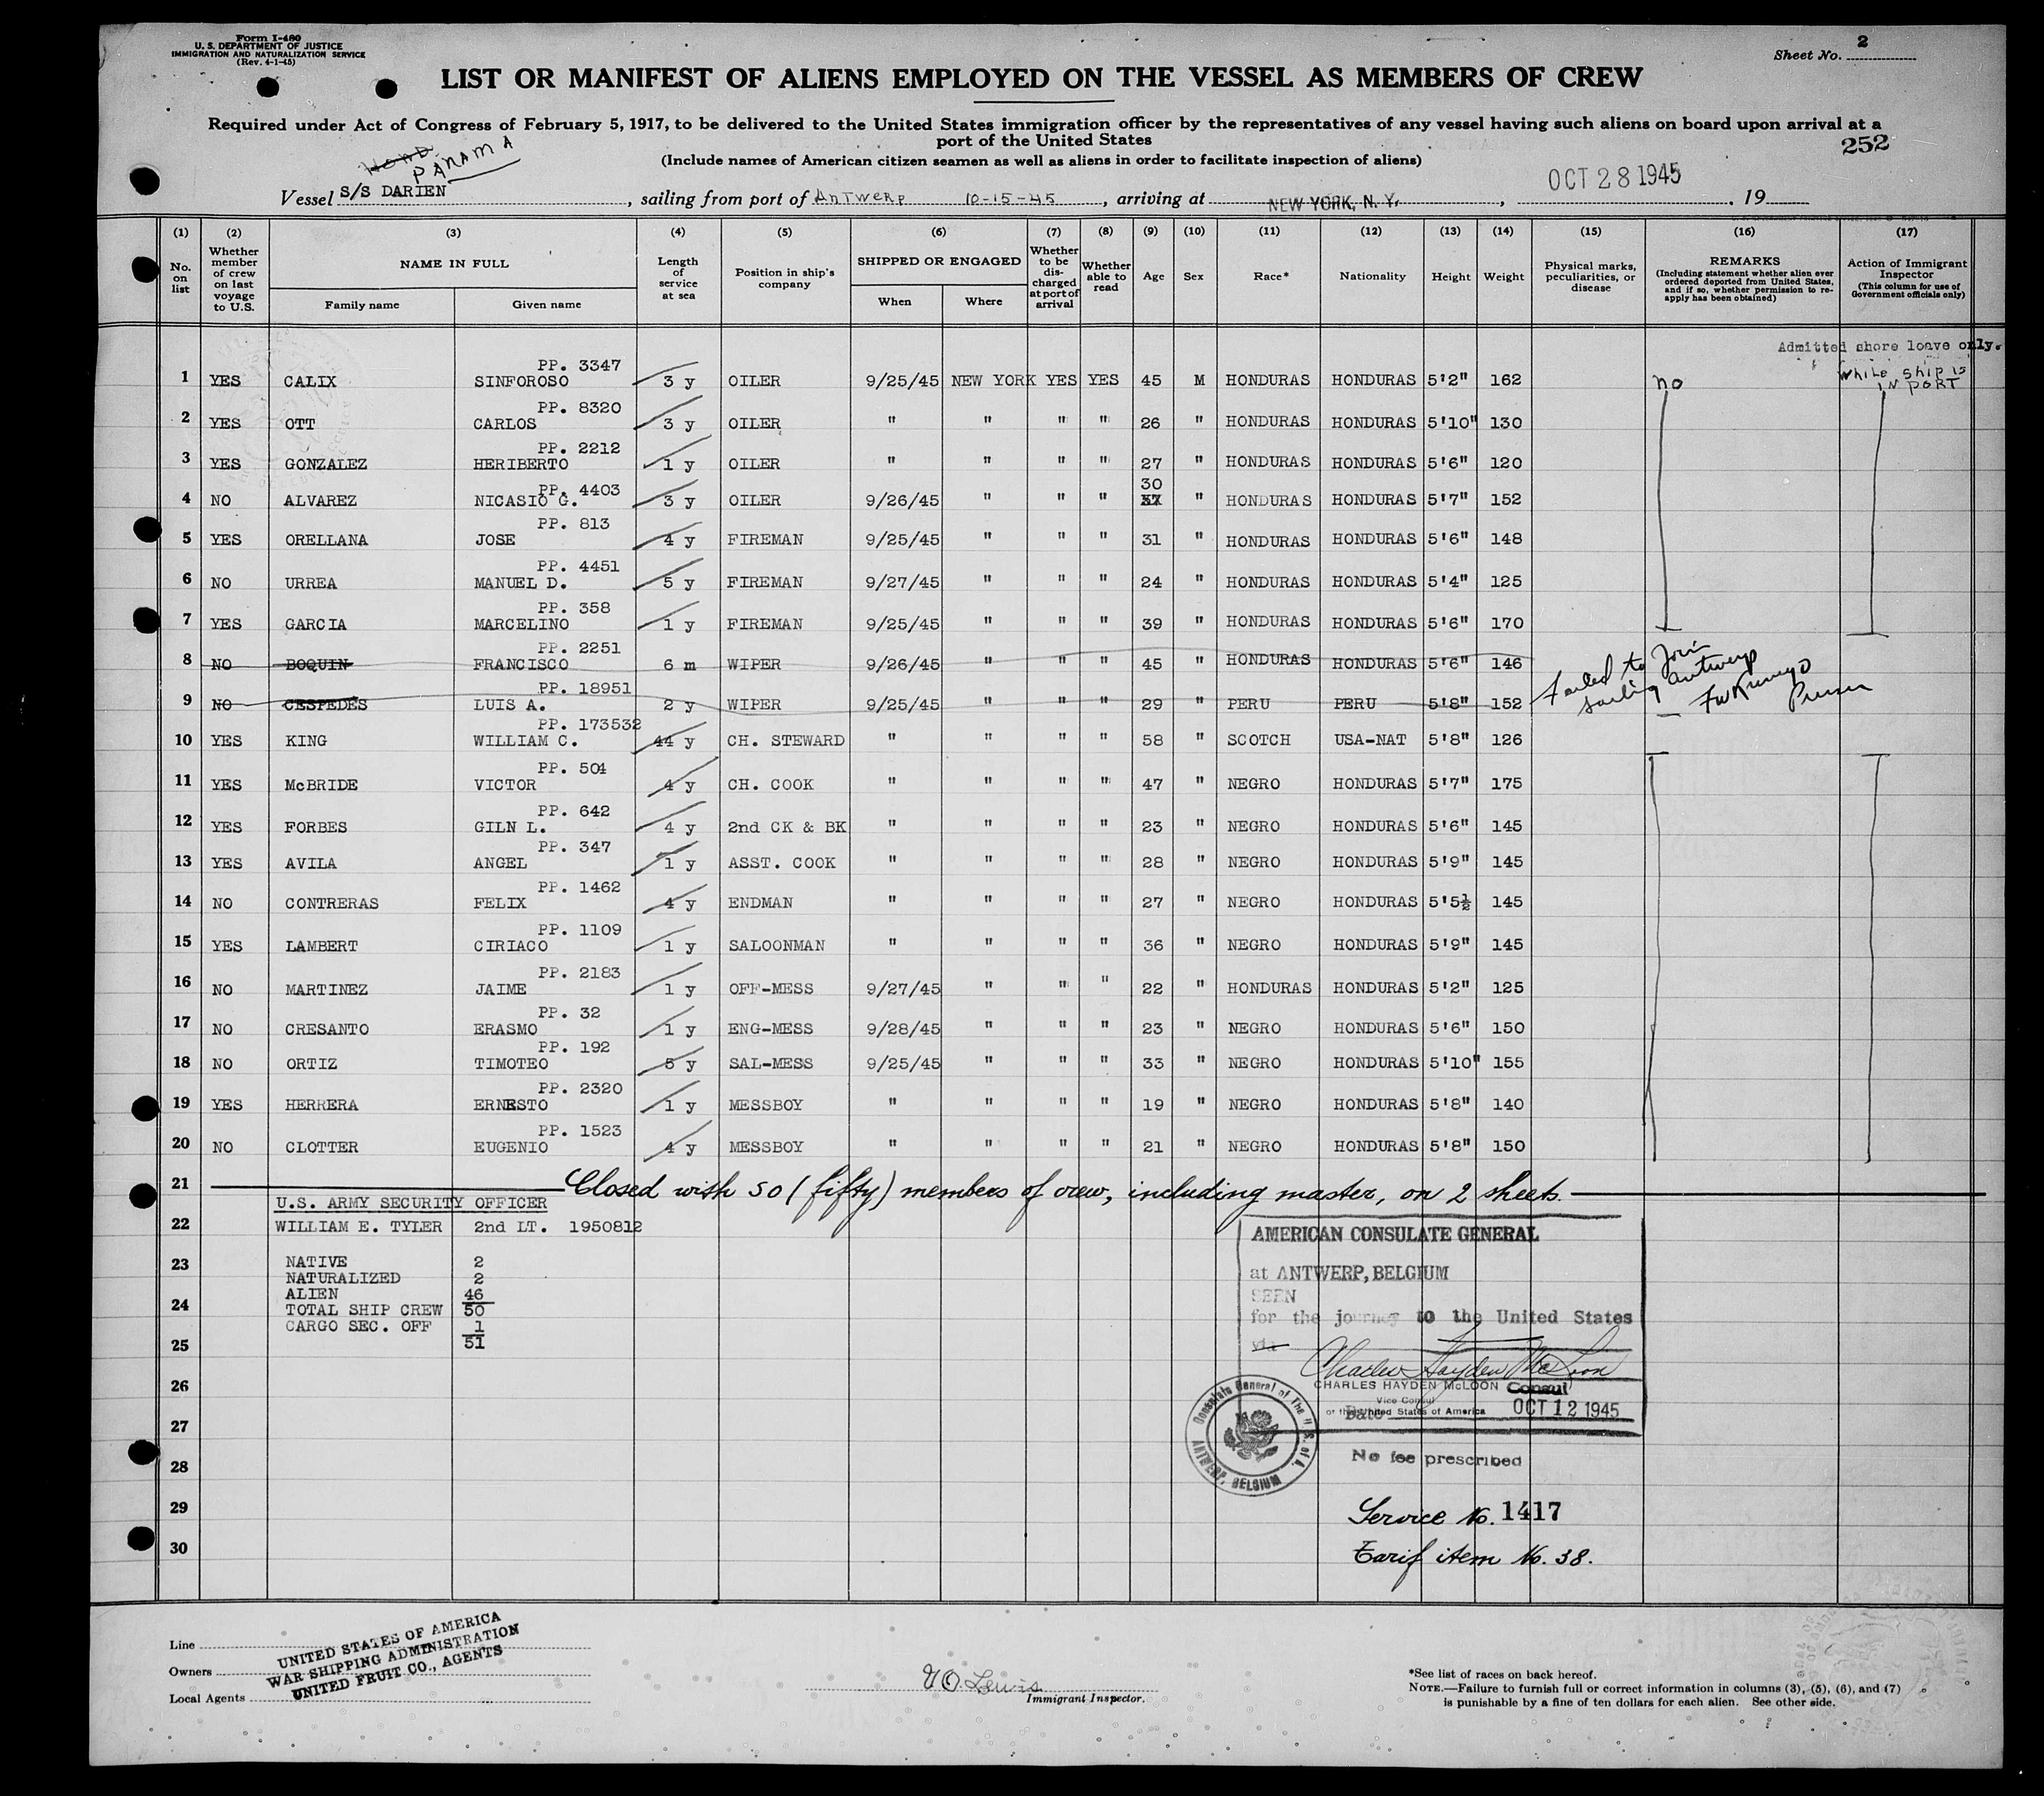 Form I-480
U. S. DEPARTMENT OF JUSTICE
IMMIGRATION AND NATURALIZATION SERVICE
(Rev. 4-1-45)
Sheet No. 2
LIST OR MANIFEST OF ALIENS EMPLOYED ON THE VESSEL AS MEMBERS OF CREW
Required under Act of Congress of February 5, 1917, to be delivered to the United States immigration officer by the representatives of any vessel having such aliens on board upon arrival at a
port of the United States
252
(Include names of American citizen seamen as well as aliens in order to facilitate inspection of aliens)
HOND
PANAMA
Vessel S/S DARIEN, sailing from port of ANTWERP 10-15-45, arriving at NEW YORK, N. Y., OCT 28 1945. 19
(1) (2) (3) (4) (5) (6) (7) (8) (9) (10) (11) (12) (13) (14) (15) (16) (17)
No. on list
Whether member of crew on last voyage to U.S.
NAME IN FULL
Family name
Given name
Length of service at sea
Position in ship's company
SHIPPED OR ENGAGED
When
Where
Whether to be discharged at port of arrival
Whether able to read
Age
Sex
Race*
Nationality
Height
Weight
Physical marks, peculiarities, or disease
REMARKS
(Including statement whether alien ever ordered deported from United States, and if so, whether permission to reapply has been obtained)
Action of Immigrant Inspector
(This column for use of Government officials only)
Admitted shore leave only.
While ship is
IN PORT
PP. 3347
1 YES CALIX SINFOROSO 3 y OILER 9/25/45 NEW YORK YES YES 45 M HONDURAS HONDURAS 5'2" 162 no
PP. 8320
2 YES OTT CARLOS 3 y OILER " " " " 26 " HONDURAS HONDURAS 5'10" 130
PP. 2212
3 YES GONZALEZ HERIBERTO 1 y OILER " " " " 27 " HONDURAS HONDURAS 5'6" 120
PP. 4403 30
4 NO ALVAREZ NICASIO G. 3 y OILER 9/26/45 " " " 37 " HONDURAS HONDURAS 5'7" 152
PP. 813
5 YES ORELLANA JOSE 4 y FIREMAN 9/25/45 " " " 31 " HONDURAS HONDURAS 5'6" 148
PP. 4451
6 NO URREA MANUEL D. 5 y FIREMAN 9/27/45 " " " 24 " HONDURAS HONDURAS 5'4" 125
PP. 358
7 YES GARCIA MARCELINO 1 y FIREMAN 9/25/45 " " " 39 " HONDURAS HONDURAS 5'6" 170
PP. 2251
8 NO BOQUIN FRANCISCO 6 m WIPER 9/26/45 " " " 45 " HONDURAS HONDURAS 5'6" 146
Failed to join
sailing Antwerp
Purser
PP. 18951
9 NO CESPEDES LUIS A. 2 y WIPER 9/25/45 " " " 29 " PERU PERU 5'8" 152
PP. 173532
10 YES KING WILLIAM C. 44 y CH. STEWARD " " " " 58 " SCOTCH USA-NAT 5'8" 126
PP. 504
11 YES McBRIDE VICTOR 4 y CH. COOK " " " " 47 " NEGRO HONDURAS 5'7" 175
PP. 642
12 YES FORBES GILN L. 4 y 2nd CK & BK " " " " 23 " NEGRO HONDURAS 5'6" 145
PP. 347
13 YES AVILA ANGEL 1 y ASST. COOK " " " " 28 " NEGRO HONDURAS 5'9" 145
PP. 1462
14 NO CONTRERAS FELIX 4 y ENDMAN " " " " 27 " NEGRO HONDURAS 5'5½ 145
PP. 1109
15 YES LAMBERT CIRIACO 1 y SALOONMAN " " " " 36 " NEGRO HONDURAS 5'9" 145
PP. 2183
16 NO MARTINEZ JAIME 1 y OFF-MESS 9/27/45 " " " 22 " HONDURAS HONDURAS 5'2" 125
PP. 32
17 NO CRESANTO ERASMO 1 y ENG-MESS 9/28/45 " " " 23 " NEGRO HONDURAS 5'6" 150
PP. 192
18 NO ORTIZ TIMOTEO 5 y SAL-MESS 9/25/45 " " " 33 " NEGRO HONDURAS 5'10" 155
PP. 2320
19 YES HERRERA ERNESTO 1 y MESSBOY " " " " 19 " NEGRO HONDURAS 5'8" 140
PP. 1523
20 NO CLOTTER EUGENIO 4 y MESSBOY " " " " 21 " NEGRO HONDURAS 5'8" 150
21 Closed with 50 (fifty) members of crew, including master, on 2 sheets.
U.S. ARMY SECURITY OFFICER
22 WILLIAM E. TYLER 2nd LT. 1950812
23 NATIVE 2
NATURALIZED 2
ALIEN 46
24 TOTAL SHIP CREW 50
CARGO SEC. OFF 1
25 51
26
27
28
29
30
AMERICAN CONSULATE GENERAL
at ANTWERP, BELGIUM
SEEN
for the journey to the United States
via
Charles Hayden McLoon
CHARLES HAYDEN McLOON Consul
Vice Consul
of the United States of America
Date OCT 12 1945
Consulate General of The U.S. of A.
ANTWERP, BELGIUM
No fee prescribed
Service No. 1417
Tarif item No. 38.
Line
Owners
Local Agents
UNITED STATES OF AMERICA
WAR SHIPPING ADMINISTRATION
UNITED FRUIT CO., AGENTS
Lewis
Immigrant Inspector.
*See list of races on back hereof.
NOTE.—Failure to furnish full or correct information in columns (3), (5), (6), and (7)
is punishable by a fine of ten dollars for each alien. See other side.